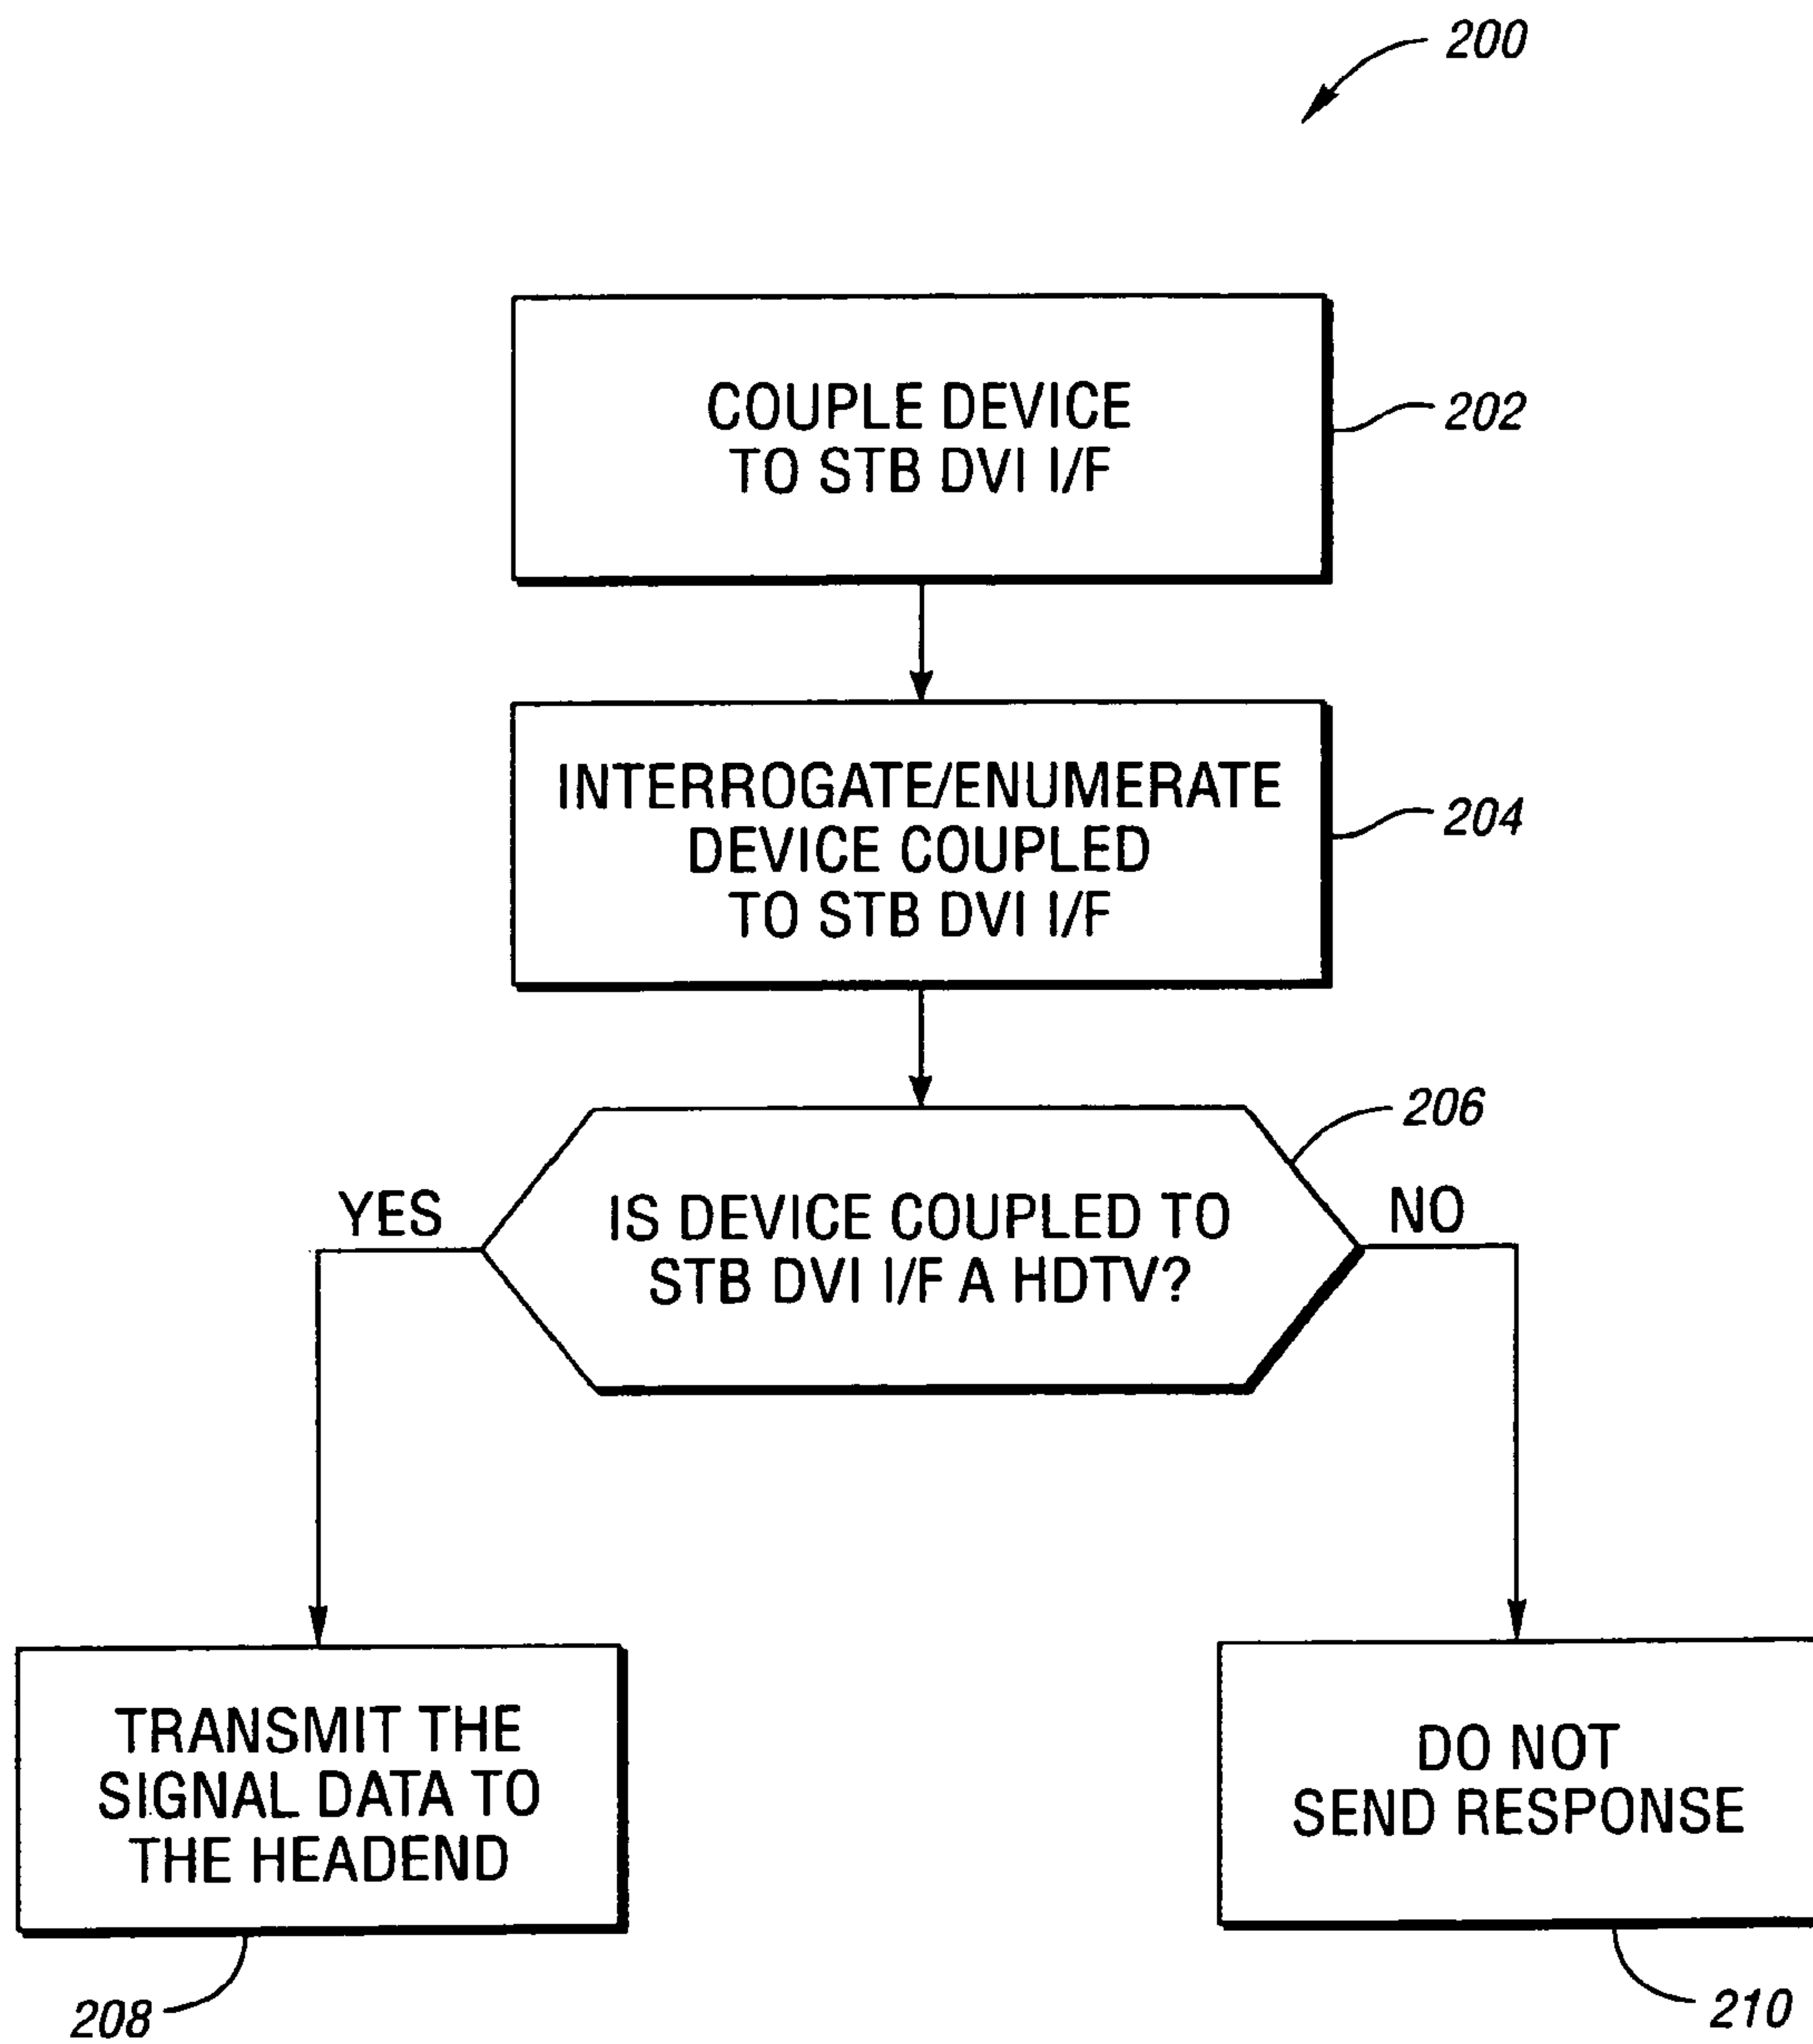 200
COUPLE DEVICE
TO STB DVI I/F
202
INTERROGATE/ENUMERATE
DEVICE COUPLED
TO STB DVI I/F
204
206
YES
IS DEVICE COUPLED TO
STB DVI I/F A HDTV?
NO
TRANSMIT THE
SIGNAL DATA TO
THE HEADEND
DO NOT
SEND RESPONSE
208
210